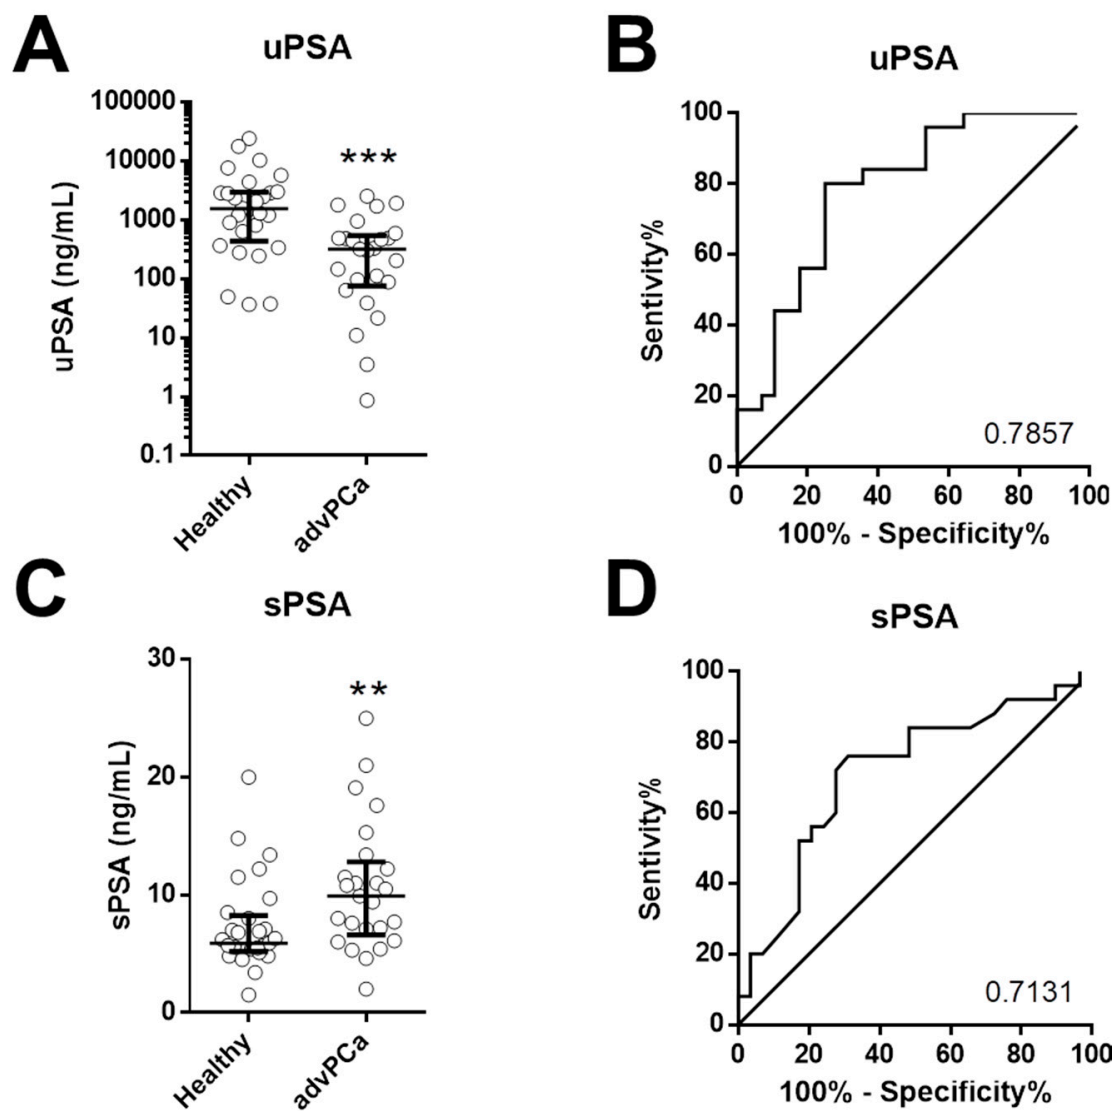 A
uPSA
uPSA (ng/mL)
100000
10000
1000
100
10
1
0.1
***
Healthy
advPCa
B
uPSA
Sentivity%
100
80
60
40
20
0
0.7857
0 20 40 60 80 100
100% - Specificity%
C
sPSA
sPSA (ng/mL)
30
20
10
0
**
Healthy
advPCa
D
sPSA
Sentivity%
100
80
60
40
20
0
0.7131
0 20 40 60 80 100
100% - Specificity%